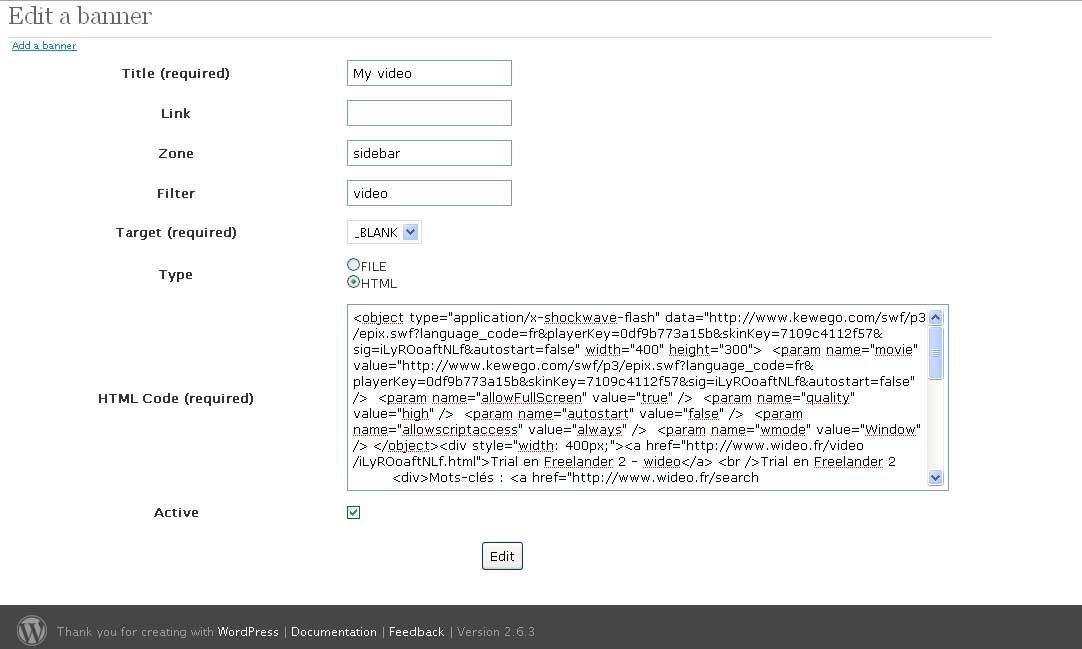 Edit a banner
Add a banner
Title (required) My video
Link
Zone sidebar
Filter video
Target (required) _BLANK
Type FILE
HTML
HTML Code (required)
<object type="application/x-shockwave-flash" data="http://www.kewego.com/swf/p3
/epix.swf?language_code=fr&playerKey=0df9b773a15b&skinKey=7109c4112f57&
sig=iLyROoaftNLf&autostart=false" width="400" height="300">  <param name="movie"
value="http://www.kewego.com/swf/p3/epix.swf?language_code=fr&
playerKey=0df9b773a15b&skinKey=7109c4112f57&sig=iLyROoaftNLf&autostart=false"
/>  <param name="allowFullScreen" value="true" />  <param name="quality"
value="high" />  <param name="autostart" value="false" />  <param
name="allowscriptaccess" value="always" />  <param name="wmode" value="Window"
/> </object><div style="width: 400px;"><a href="http://www.wideo.fr/video
/iLyROoaftNLf.html">Trial en Freelander 2 - wideo</a> <br />Trial en Freelander 2
<div>Mots-clés : <a href="http://www.wideo.fr/search
Active
Edit
Thank you for creating with WordPress | Documentation | Feedback | Version 2.6.3